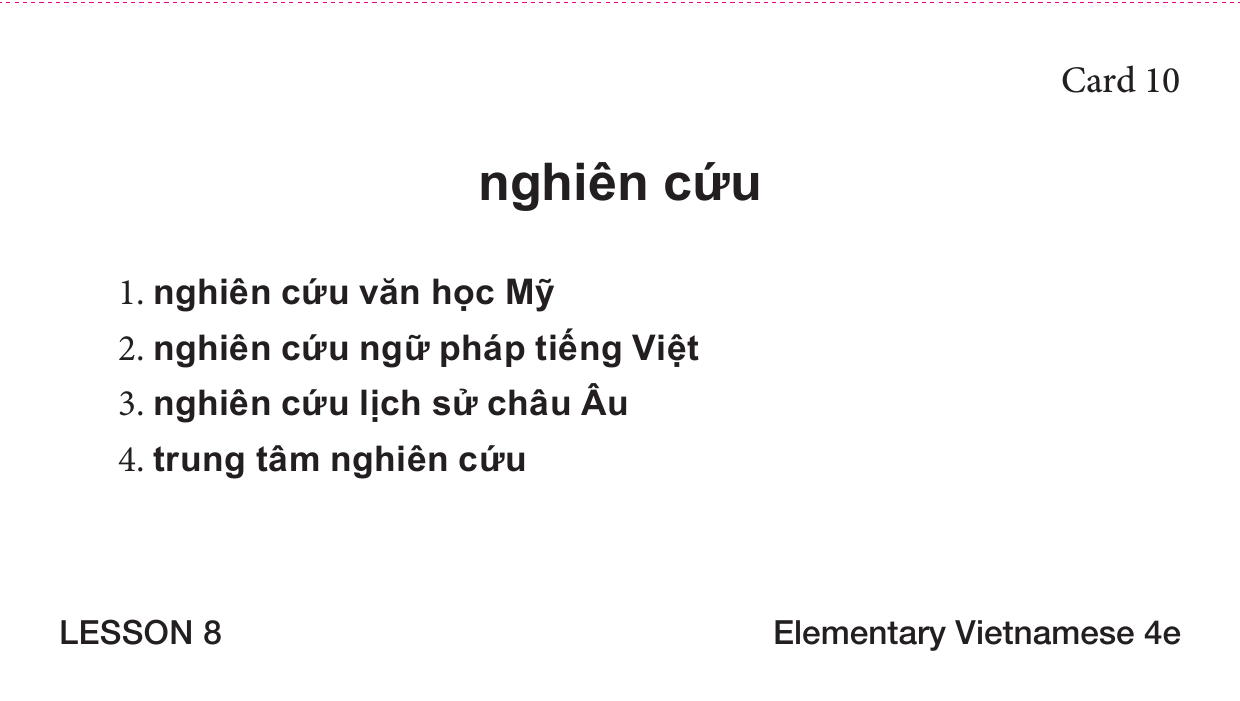 Card 10
nghiên cứu
1. nghiên cứu văn học Mỹ
2. nghiên cứu ngữ pháp tiếng Việt
3. nghiên cứu lịch sử châu Âu
4. trung tâm nghiên cứu
LESSON 8
Elementary Vietnamese 4e